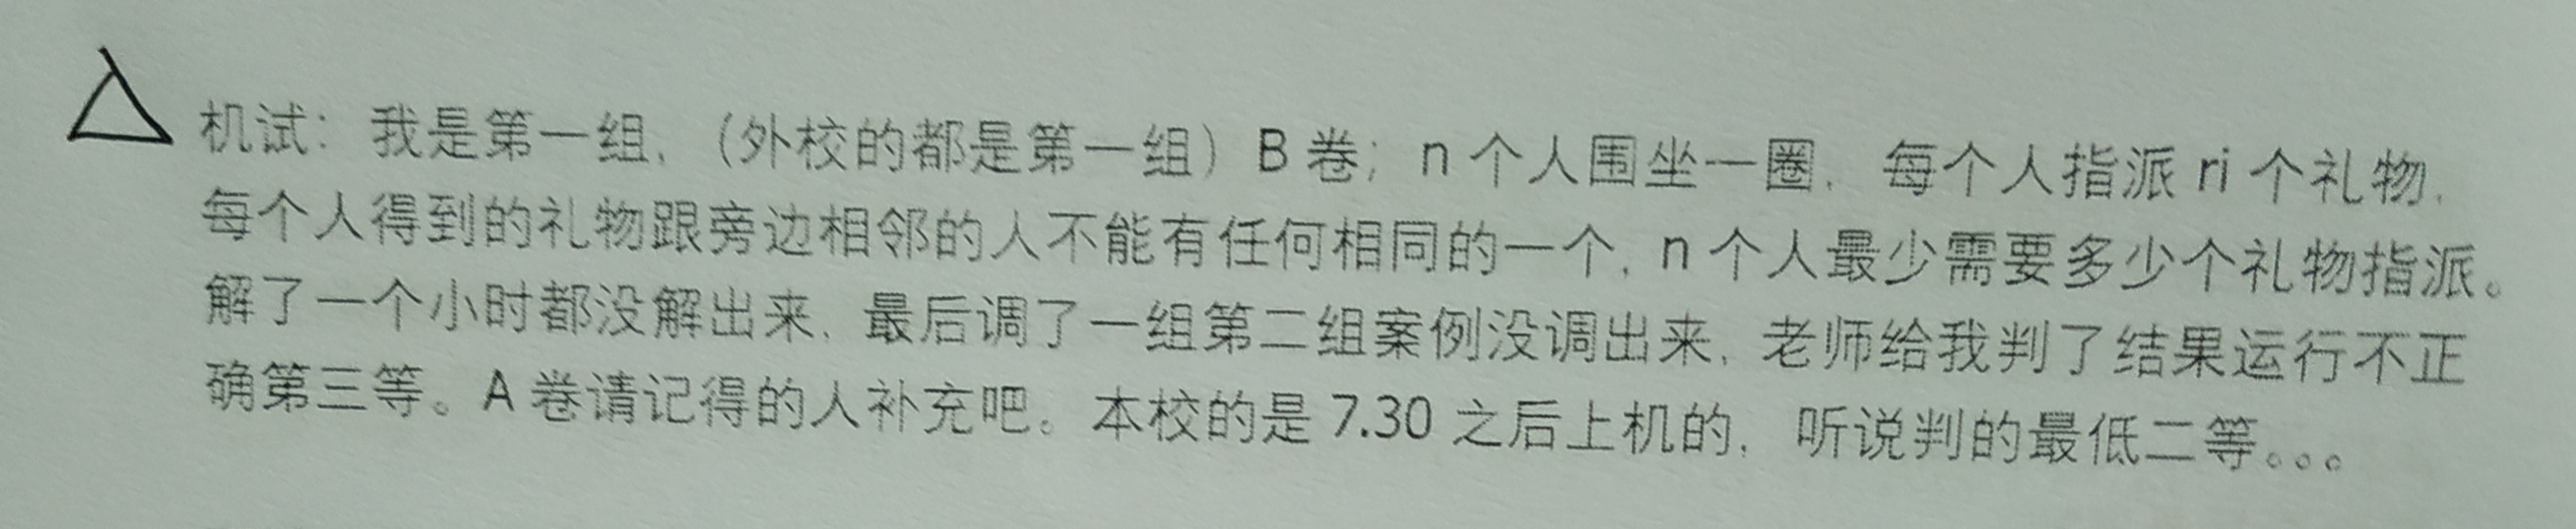 机试：我是第一组，（外校的都是第一组）B 卷；n 个人围坐一圈，每个人指派 ri 个礼物，
每个人得到的礼物跟旁边相邻的人不能有任何相同的一个，n 个人最少需要多少个礼物指派。
解了一个小时都没解出来，最后调了一组第二组案例没调出来，老师给我判了结果运行不正
确第三等。A 卷请记得的人补充吧。本校的是 7.30 之后上机的，听说判的最低二等。。。